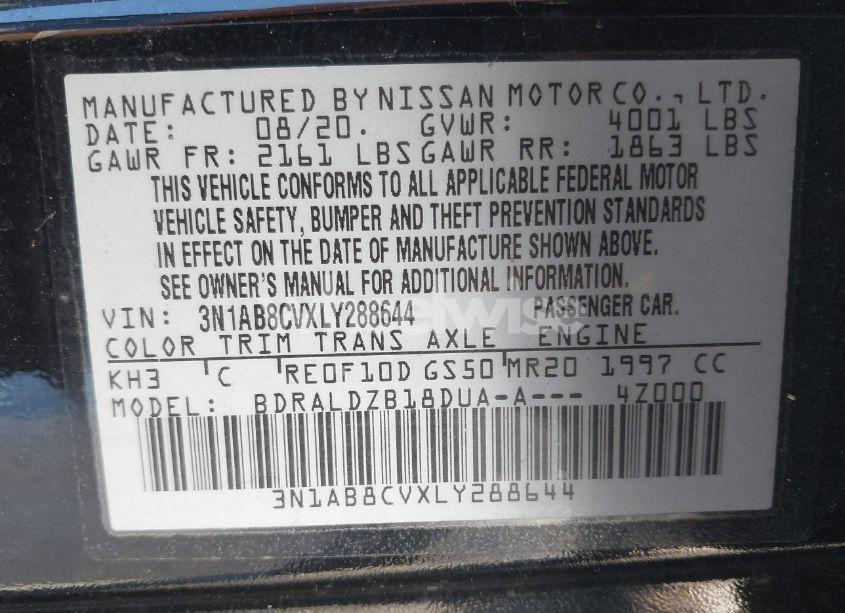 MANUFACTURED BY NISSAN MOTOR CO., LTD.
DATE: 08/20. GVWR: 4001 LBS
GAWR FR: 2161 LBS GAWR RR: 1863 LBS
THIS VEHICLE CONFORMS TO ALL APPLICABLE FEDERAL MOTOR
VEHICLE SAFETY, BUMPER AND THEFT PREVENTION STANDARDS
IN EFFECT ON THE DATE OF MANUFACTURE SHOWN ABOVE.
SEE OWNER'S MANUAL FOR ADDITIONAL INFORMATION.
VIN: 3N1AB8CVXLY288644 PASSENGER CAR.
COLOR TRIM TRANS AXLE ENGINE
KH3 C RE0F10D GS50 MR20 1997 CC
MODEL: BDRALDZB18DUA-A--- 4Z000
3N1AB8CVXLY288644